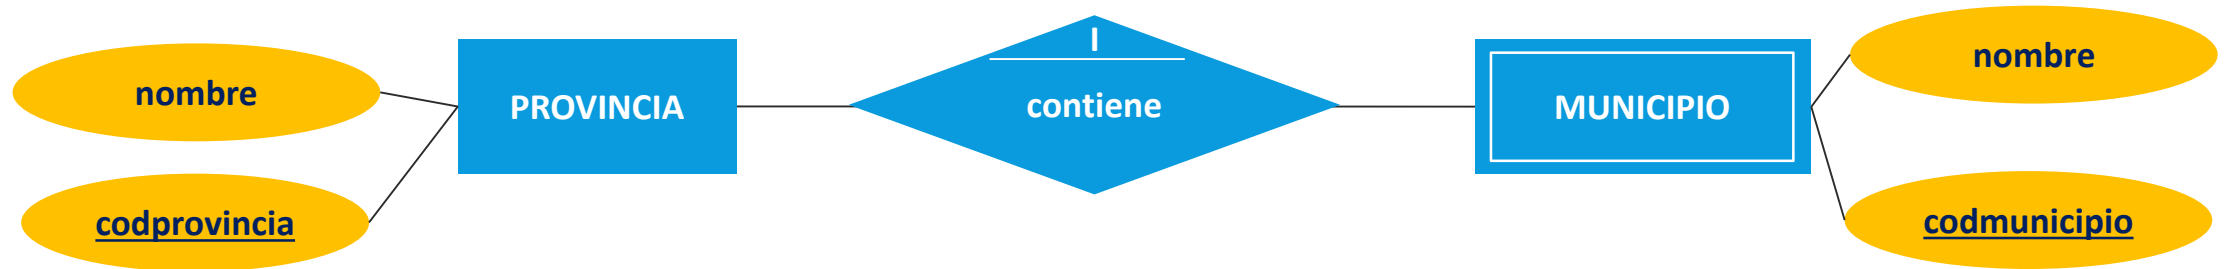 nombre
codprovincia
PROVINCIA
I
contiene
MUNICIPIO
nombre
codmunicipio